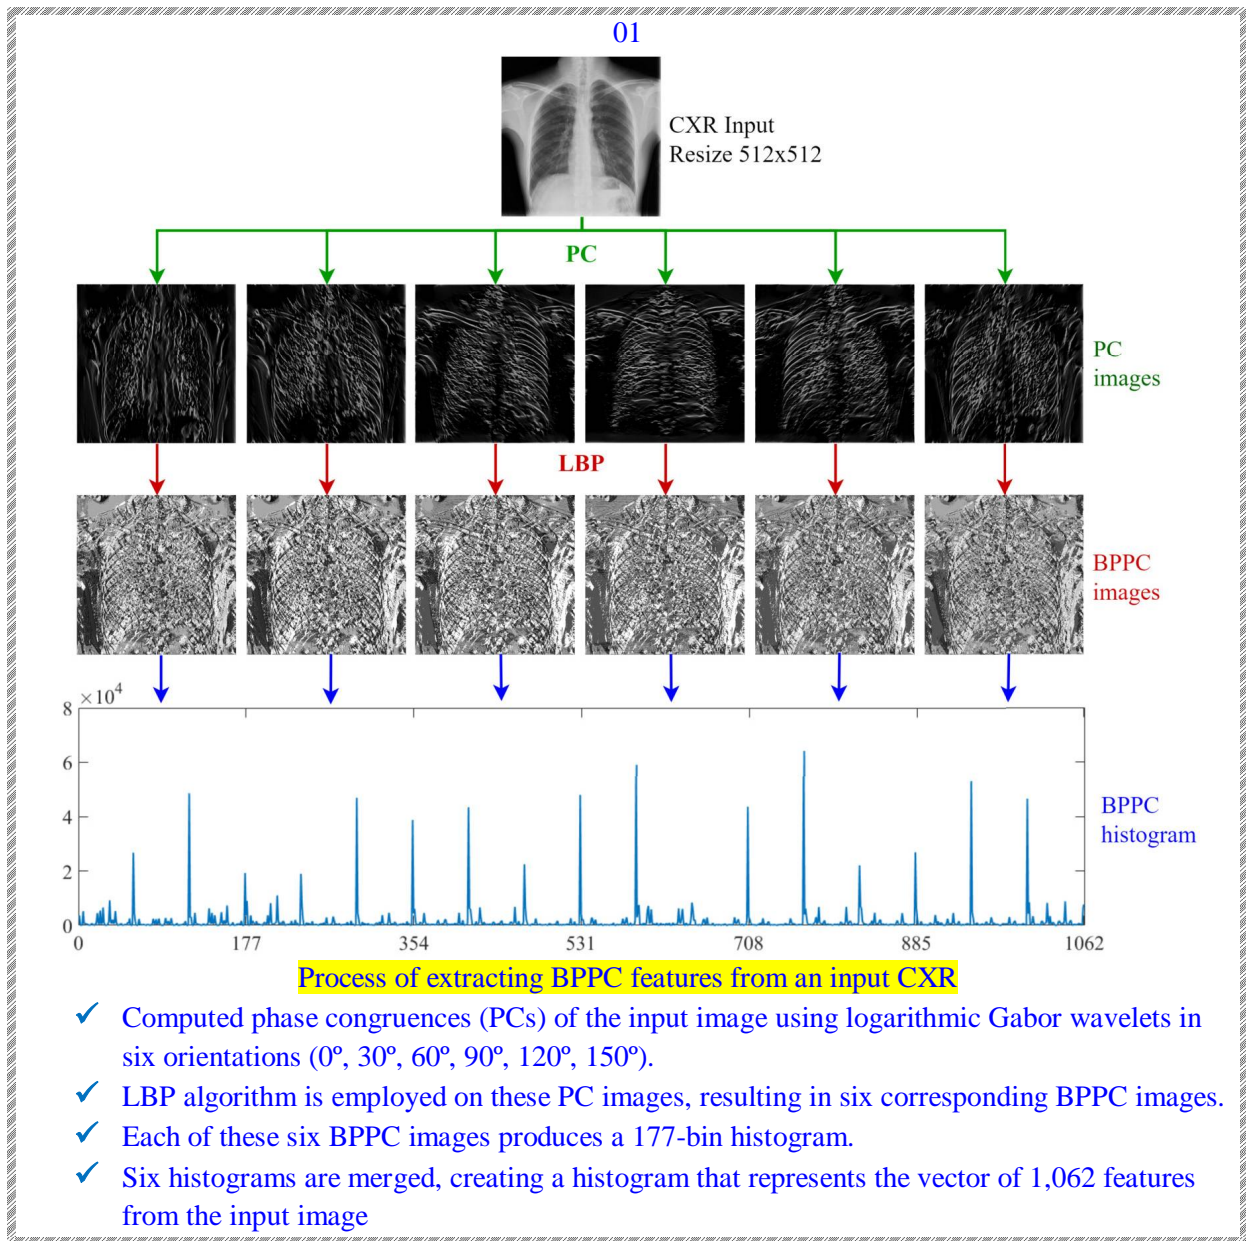 01
CXR Input
Resize 512x512
PC
PC
images
LBP
BPPC
images
×10⁴
8
6
4
2
0
0 177 354 531 708 885 1062
BPPC
histogram
Process of extracting BPPC features from an input CXR
✓ Computed phase congruences (PCs) of the input image using logarithmic Gabor wavelets in
six orientations (0º, 30º, 60º, 90º, 120º, 150º).
✓ LBP algorithm is employed on these PC images, resulting in six corresponding BPPC images.
✓ Each of these six BPPC images produces a 177-bin histogram.
✓ Six histograms are merged, creating a histogram that represents the vector of 1,062 features
from the input image